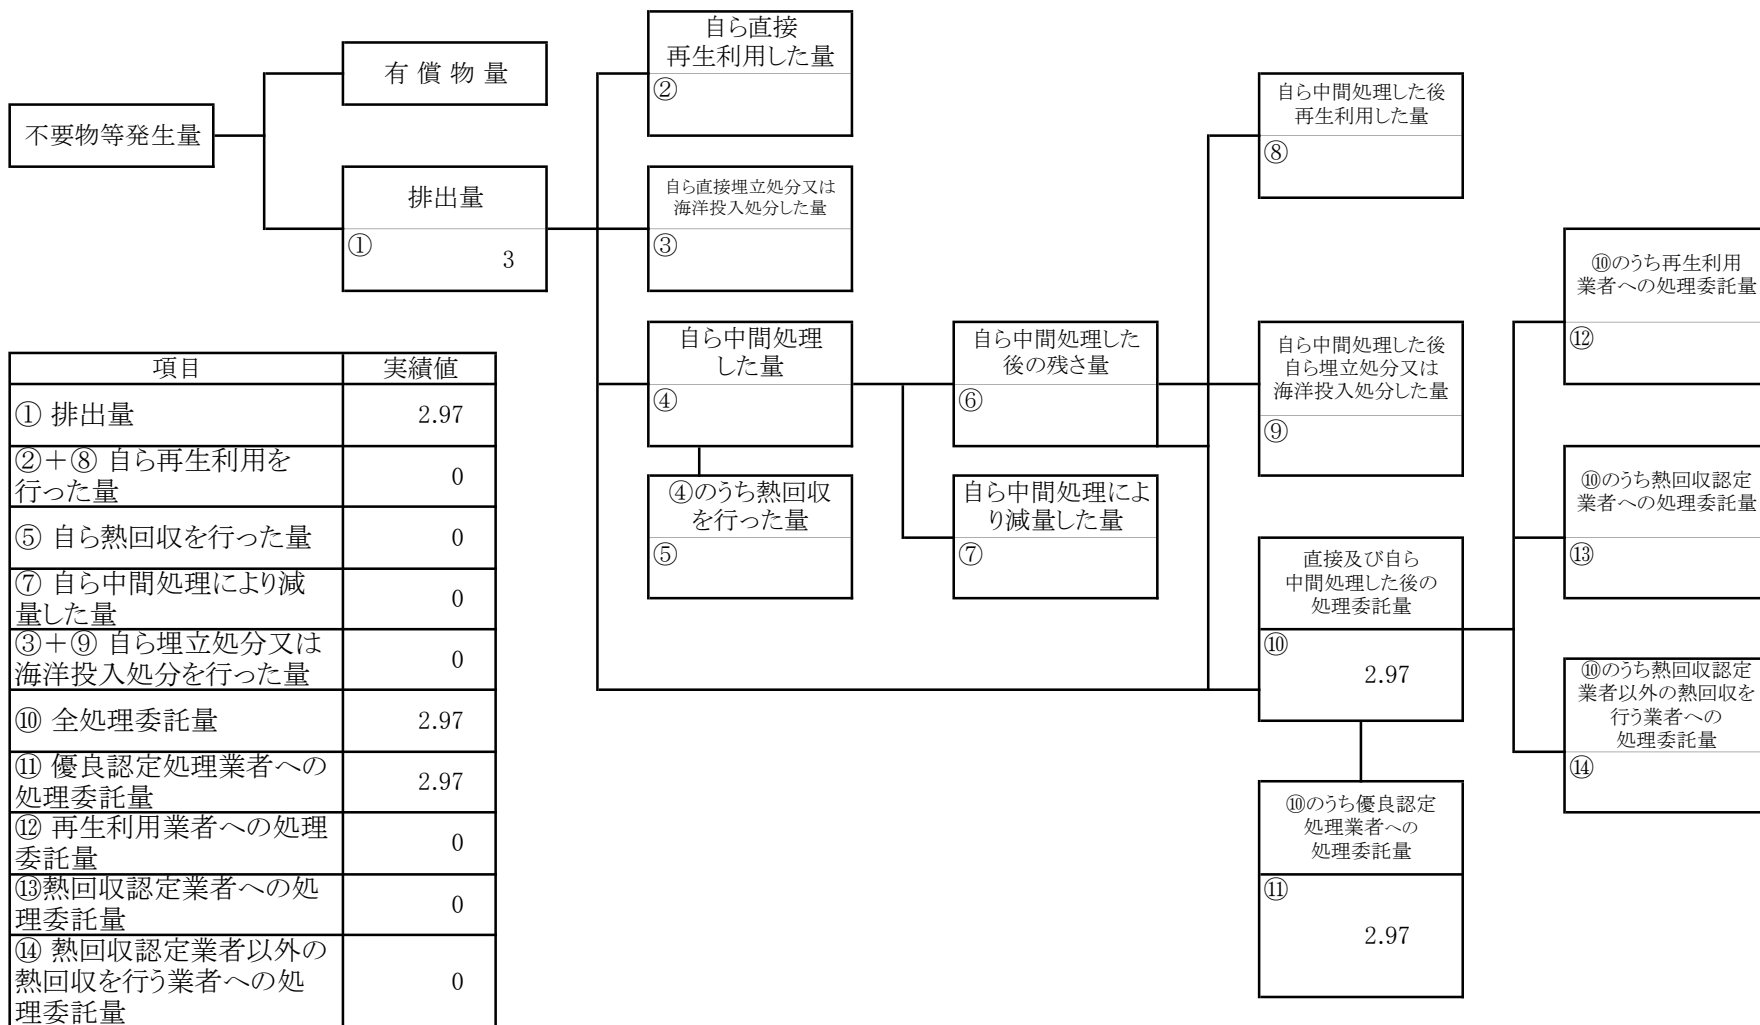 不要物等発生量
有 償 物 量
排出量
①
3
自ら直接
再生利用した量
②
自ら直接埋立処分又は
海洋投入処分した量
③
自ら中間処理
した量
④
④のうち熱回収
を行った量
⑤
自ら中間処理した
後の残さ量
⑥
自ら中間処理によ
り減量した量
⑦
自ら中間処理した後
再生利用した量
⑧
自ら中間処理した後
自ら埋立処分又は
海洋投入処分した量
⑨
直接及び自ら
中間処理した後の
処理委託量
⑩
2.97
⑩のうち優良認定
処理業者への
処理委託量
⑪
2.97
⑩のうち再生利用
業者への処理委託量
⑫
⑩のうち熱回収認定
業者への処理委託量
⑬
⑩のうち熱回収認定
業者以外の熱回収を
行う業者への
処理委託量
⑭
項目 実績値
① 排出量 2.97
②＋⑧ 自ら再生利用を
行った量 0
⑤ 自ら熱回収を行った量 0
⑦ 自ら中間処理により減
量した量 0
③＋⑨ 自ら埋立処分又は
海洋投入処分を行った量 0
⑩ 全処理委託量 2.97
⑪ 優良認定処理業者への
処理委託量 2.97
⑫ 再生利用業者への処理
委託量 0
⑬熱回収認定業者への処
理委託量 0
⑭ 熱回収認定業者以外の
熱回収を行う業者への処 0
理委託量